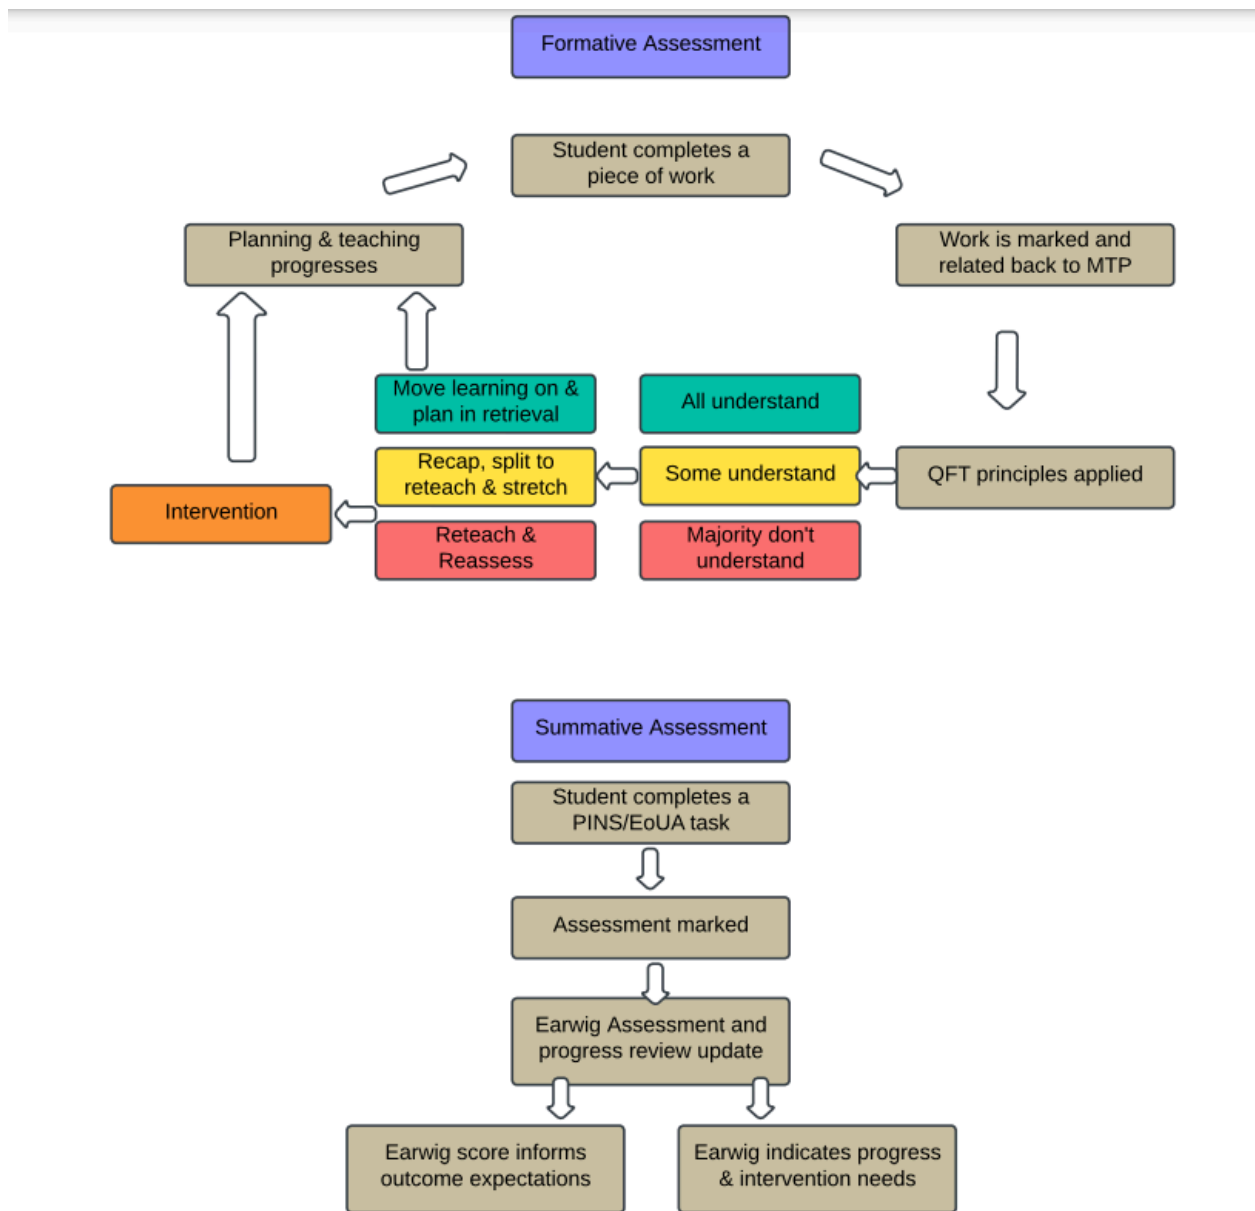 Formative Assessment
Student completes a
piece of work
Planning & teaching
progresses
Work is marked and
related back to MTP
Move learning on &
plan in retrieval
All understand
Recap, split to
reteach & stretch
Some understand
QFT principles applied
Intervention
Reteach &
Reassess
Majority don't
understand
Summative Assessment
Student completes a
PINS/EoUA task
Assessment marked
Earwig Assessment and
progress review update
Earwig score informs
outcome expectations
Earwig indicates progress
& intervention needs